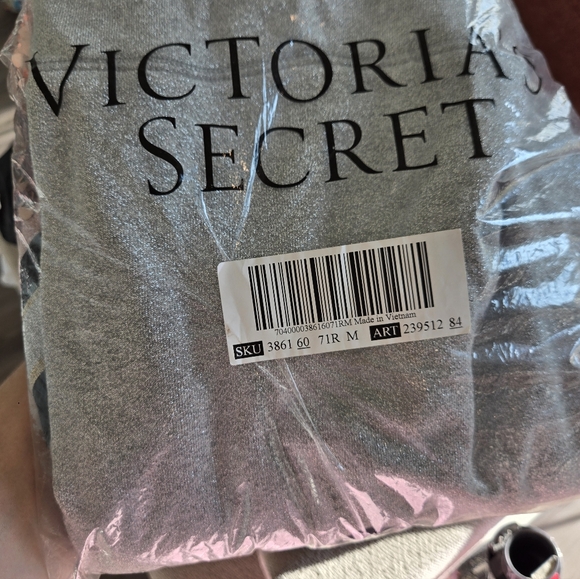 VICTORIA'S
SECRET
70400003861607​1RM Made in Vietnam
SKU 3861 60 71R M ART 239512 84